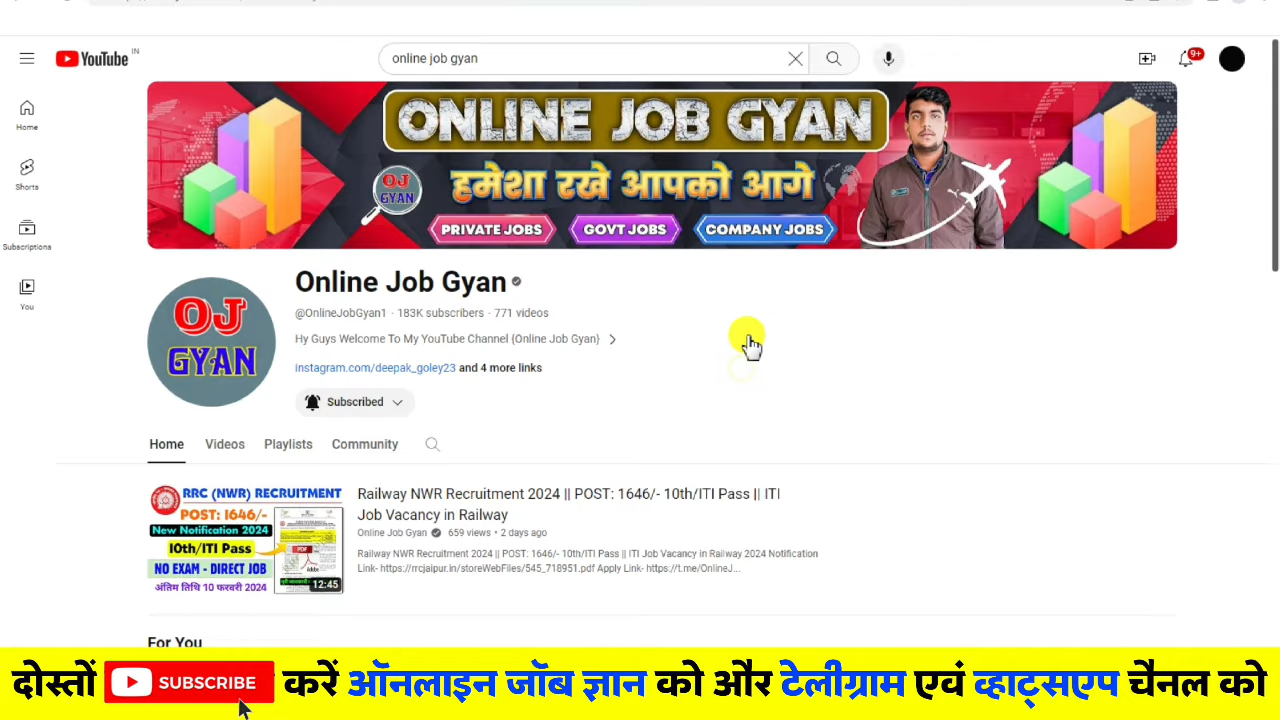 YouTube IN
online job gyan
9+
Home
Shorts
Subscriptions
You
ONLINE JOB GYAN
OJ
GYAN
हमेशा रखे आपको आगे
PRIVATE JOBS
GOVT JOBS
COMPANY JOBS
OJ
GYAN
Online Job Gyan
@OnlineJobGyan1 · 183K subscribers · 771 videos
Hy Guys Welcome To My YouTube Channel {Online Job Gyan}
instagram.com/deepak_goley23 and 4 more links
Subscribed
Home Videos Playlists Community
RRC (NWR) RECRUITMENT
POST: 1646/-
New Notification 2024
10th/ITI Pass
PDF
NO EXAM - DIRECT JOB
अंतिम तिथि 10 फरवरी 2024
12:45
Railway NWR Recruitment 2024 || POST: 1646/- 10th/ITI Pass || ITI
Job Vacancy in Railway
Online Job Gyan 659 views • 2 days ago
Railway NWR Recruitment 2024 || POST: 1646/- 10th/ITI Pass || ITI Job Vacancy in Railway 2024 Notification
Link- https://rrcjaipur.in/storeWebFiles/545_718951.pdf Apply Link- https://t.me/OnlineJ...
For You
दोस्तों SUBSCRIBE करें ऑनलाइन जॉब ज्ञान को और टेलीग्राम एवं व्हाट्सएप चैनल को